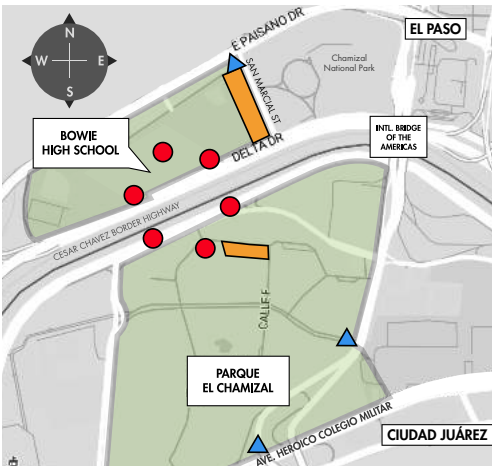 N
W E
S
E PAISANO DR
EL PASO
SAN MARCIAL ST
Chamizal
National Park
BOWIE
HIGH SCHOOL
DELTA DR
INTL. BRIDGE
OF THE
AMERICAS
CESAR CHAVEZ BORDER HIGHWAY
CALLE F
PARQUE
EL CHAMIZAL
AVE. HEROICO COLEGIO MILITAR
CIUDAD JUÁREZ